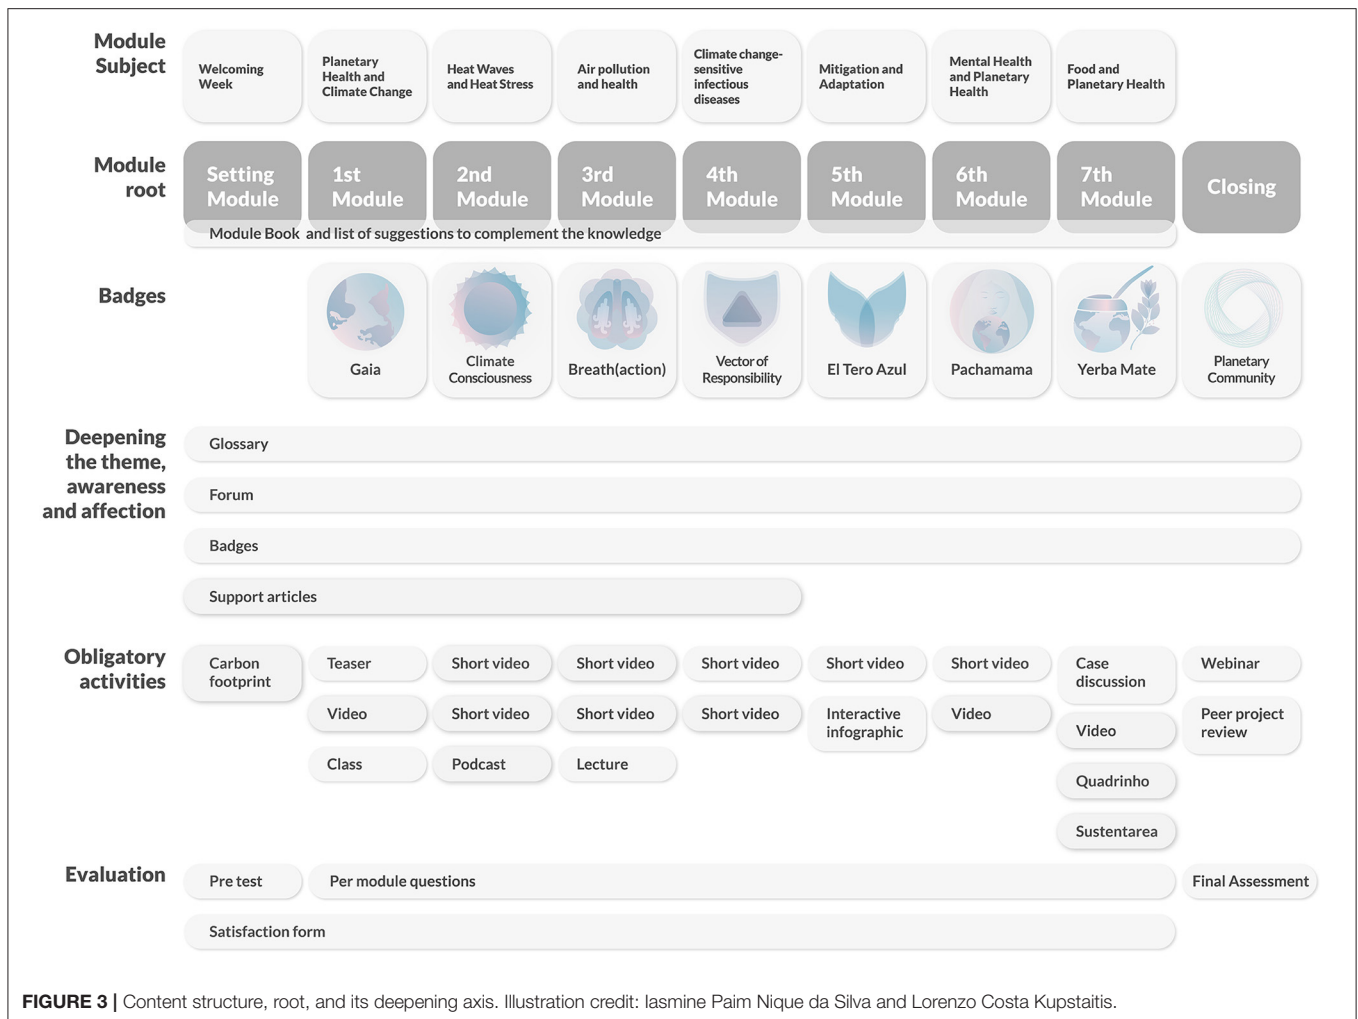 Module
Subject
Welcoming
Week
Planetary
Health and
Climate Change
Heat Waves
and Heat Stress
Air pollution
and health
Climate change-
sensitive
infectious
diseases
Mitigation and
Adaptation
Mental Health
and Planetary
Health
Food and
Planetary Health
Module
root
Setting
Module
1st
Module
2nd
Module
3rd
Module
4th
Module
5th
Module
6th
Module
7th
Module
Closing
Module Book and list of suggestions to complement the knowledge
Badges
Gaia
Climate
Consciousness
Breath(action)
Vector of
Responsibility
El Tero Azul
Pachamama
Yerba Mate
Planetary
Community
Deepening
the theme,
awareness
and affection
Glossary
Forum
Badges
Support articles
Obligatory
activities
Carbon
footprint
Teaser
Video
Class
Short video
Short video
Podcast
Short video
Short video
Lecture
Short video
Short video
Short video
Interactive
infographic
Short video
Video
Case
discussion
Video
Quadrinho
Sustentarea
Webinar
Peer project
review
Evaluation
Pre test
Per module questions
Final Assessment
Satisfaction form
FIGURE 3 | Content structure, root, and its deepening axis. Illustration credit: Iasmine Paim Nique da Silva and Lorenzo Costa Kupstaitis.